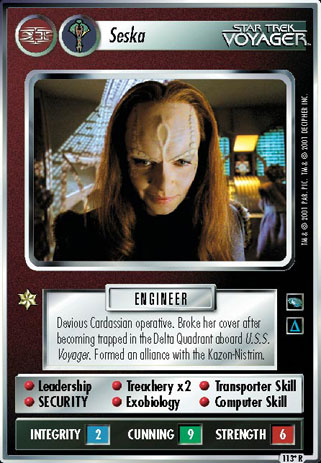 Seska
STAR TREK
VOYAGER
TM & © 2001 PAR. PIC. TM & © 2001 DECIPHER INC.
ENGINEER
Devious Cardassian operative. Broke her cover after
becoming trapped in the Delta Quadrant aboard U.S.S.
Voyager. Formed an alliance with the Kazon-Nistrim.
Leadership Treachery x2 Transporter Skill
SECURITY Exobiology Computer Skill
INTEGRITY 2 CUNNING 9 STRENGTH 6
113* R